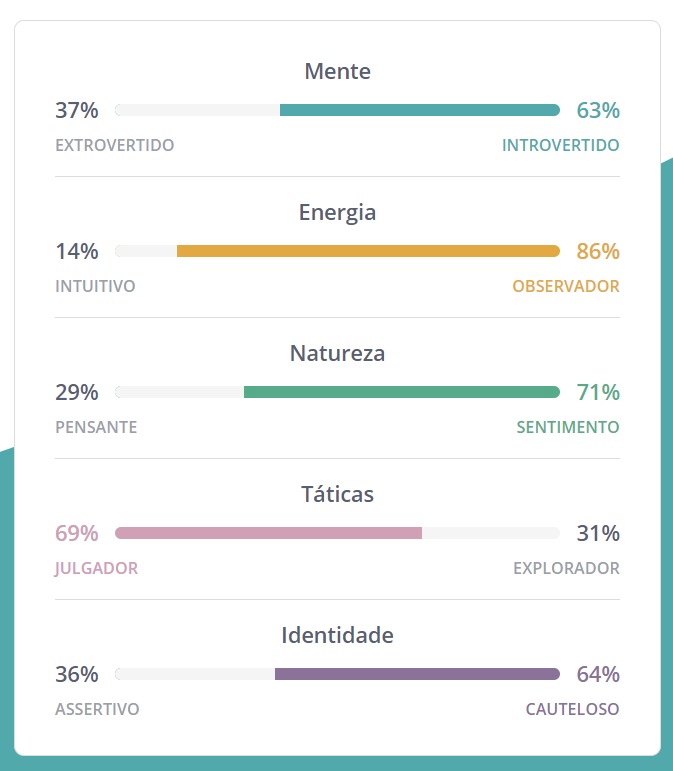 Mente
37% 63%
EXTROVERTIDO INTROVERTIDO
Energia
14% 86%
INTUITIVO OBSERVADOR
Natureza
29% 71%
PENSANTE SENTIMENTO
Táticas
69% 31%
JULGADOR EXPLORADOR
Identidade
36% 64%
ASSERTIVO CAUTELOSO